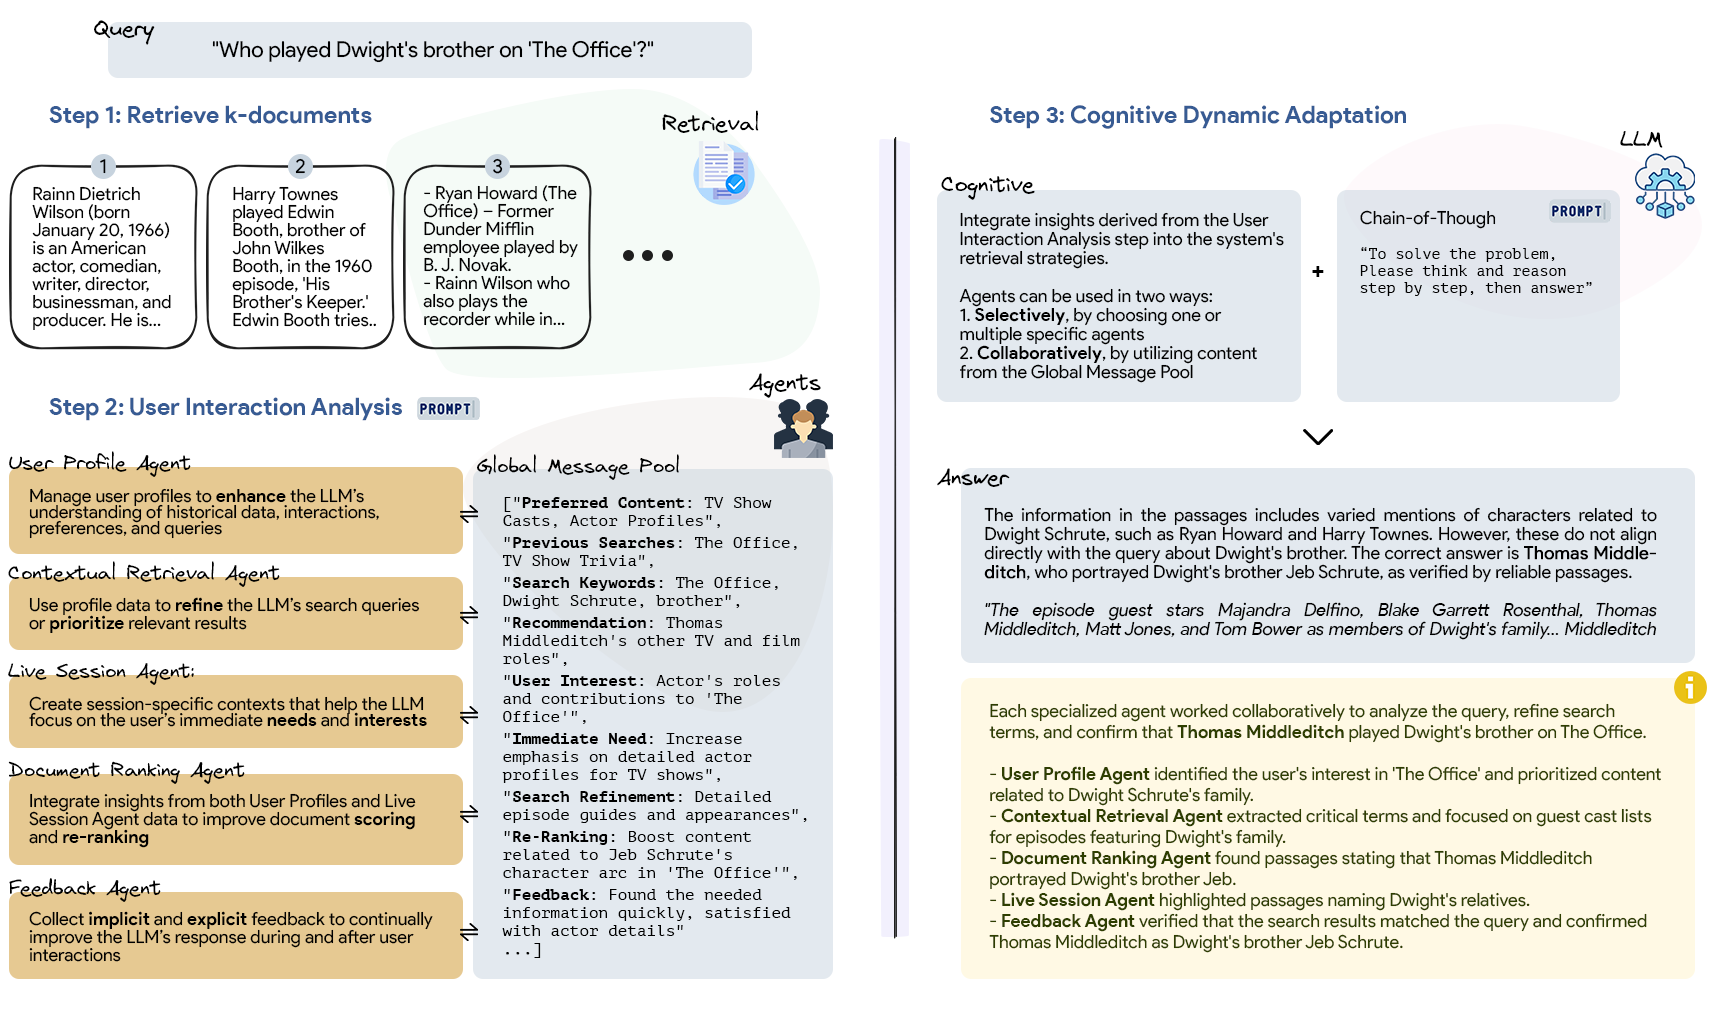 Query
"Who played Dwight's brother on 'The Office'?"
Step 1: Retrieve k-documents
Retrieval
1
Rainn Dietrich
Wilson (born
January 20, 1966)
is an American
actor, comedian,
writer, director,
businessman, and
producer. He is...
2
Harry Townes
played Edwin
Booth, brother of
John Wilkes
Booth, in the 1960
episode, 'His
Brother's Keeper.'
Edwin Booth tries..
3
- Ryan Howard (The
Office) – Former
Dunder Mifflin
employee played by
B. J. Novak.
- Rainn Wilson who
also plays the
recorder while in...
Step 2: User Interaction Analysis
PROMPT
Agents
User Profile Agent
Manage user profiles to enhance the LLM's
understanding of historical data, interactions,
preferences, and queries
Contextual Retrieval Agent
Use profile data to refine the LLM's search queries
or prioritize relevant results
Live Session Agent:
Create session-specific contexts that help the LLM
focus on the user's immediate needs and interests
Document Ranking Agent
Integrate insights from both User Profiles and Live
Session Agent data to improve document scoring
and re-ranking
Feedback Agent
Collect implicit and explicit feedback to continually
improve the LLM's response during and after user
interactions
Global Message Pool
["Preferred Content: TV Show
Casts, Actor Profiles",
"Previous Searches: The Office,
TV Show Trivia",
"Search Keywords: The Office,
Dwight Schrute, brother",
"Recommendation: Thomas
Middleditch's other TV and film
roles",
"User Interest: Actor's roles
and contributions to 'The
Office'",
"Immediate Need: Increase
emphasis on detailed actor
profiles for TV shows",
"Search Refinement: Detailed
episode guides and appearances",
"Re-Ranking: Boost content
related to Jeb Schrute's
character arc in 'The Office'",
"Feedback: Found the needed
information quickly, satisfied
with actor details"
...]
Step 3: Cognitive Dynamic Adaptation
LLM
Cognitive
Integrate insights derived from the User
Interaction Analysis step into the system's
retrieval strategies.
Agents can be used in two ways:
1. Selectively, by choosing one or
multiple specific agents
2. Collaboratively, by utilizing content
from the Global Message Pool
+
Chain-of-Though
PROMPT
“To solve the problem,
Please think and reason
step by step, then answer”
Answer
The information in the passages includes varied mentions of characters related to
Dwight Schrute, such as Ryan Howard and Harry Townes. However, these do not align
directly with the query about Dwight's brother. The correct answer is Thomas Middle-
ditch, who portrayed Dwight's brother Jeb Schrute, as verified by reliable passages.
"The episode guest stars Majandra Delfino, Blake Garrett Rosenthal, Thomas
Middleditch, Matt Jones, and Tom Bower as members of Dwight's family... Middleditch
Each specialized agent worked collaboratively to analyze the query, refine search
terms, and confirm that Thomas Middleditch played Dwight's brother on The Office.
- User Profile Agent identified the user's interest in 'The Office' and prioritized content
related to Dwight Schrute's family.
- Contextual Retrieval Agent extracted critical terms and focused on guest cast lists
for episodes featuring Dwight's family.
- Document Ranking Agent found passages stating that Thomas Middleditch
portrayed Dwight's brother Jeb.
- Live Session Agent highlighted passages naming Dwight's relatives.
- Feedback Agent verified that the search results matched the query and confirmed
Thomas Middleditch as Dwight's brother Jeb Schrute.